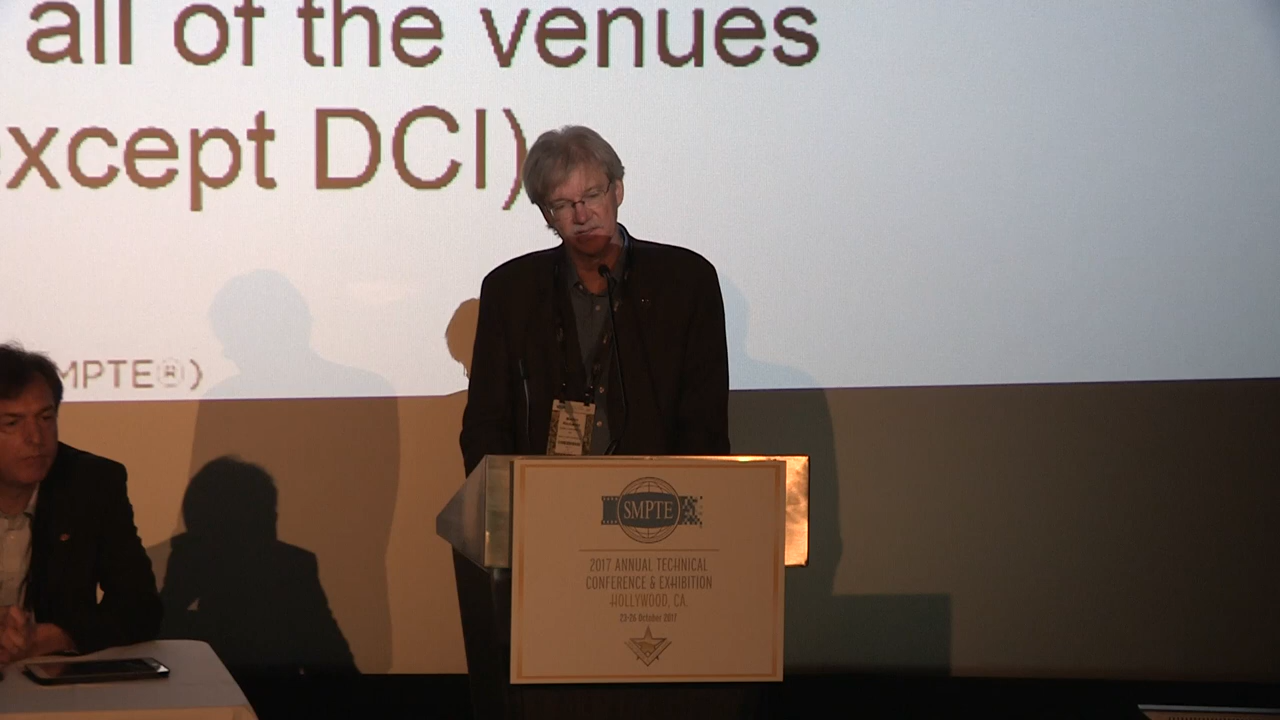 all of the venues
except DCI)
MPTE®)
SMPTE
2017 ANNUAL TECHNICAL
CONFERENCE & EXHIBITION
HOLLYWOOD, CA.
23-26 October 2017